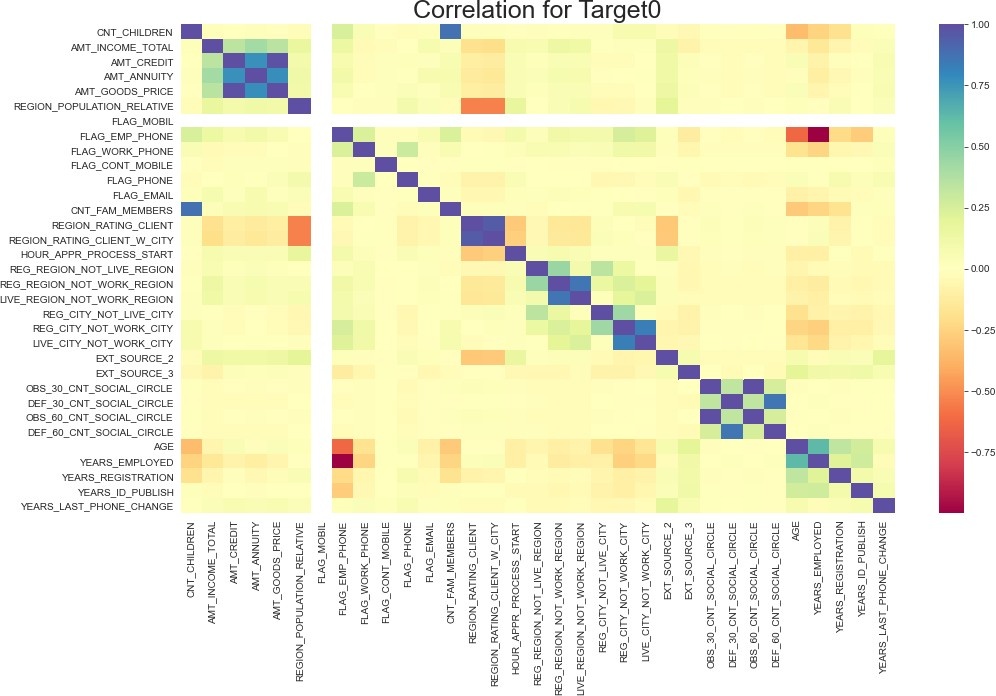 Correlation for Target0
CNT_CHILDREN
AMT_INCOME_TOTAL
AMT_CREDIT
AMT_ANNUITY
AMT_GOODS_PRICE
REGION_POPULATION_RELATIVE
FLAG_MOBIL
FLAG_EMP_PHONE
FLAG_WORK_PHONE
FLAG_CONT_MOBILE
FLAG_PHONE
FLAG_EMAIL
CNT_FAM_MEMBERS
REGION_RATING_CLIENT
REGION_RATING_CLIENT_W_CITY
HOUR_APPR_PROCESS_START
REG_REGION_NOT_LIVE_REGION
REG_REGION_NOT_WORK_REGION
LIVE_REGION_NOT_WORK_REGION
REG_CITY_NOT_LIVE_CITY
REG_CITY_NOT_WORK_CITY
LIVE_CITY_NOT_WORK_CITY
EXT_SOURCE_2
EXT_SOURCE_3
OBS_30_CNT_SOCIAL_CIRCLE
DEF_30_CNT_SOCIAL_CIRCLE
OBS_60_CNT_SOCIAL_CIRCLE
DEF_60_CNT_SOCIAL_CIRCLE
AGE
YEARS_EMPLOYED
YEARS_REGISTRATION
YEARS_ID_PUBLISH
YEARS_LAST_PHONE_CHANGE
CNT_CHILDREN
AMT_INCOME_TOTAL
AMT_CREDIT
AMT_ANNUITY
AMT_GOODS_PRICE
REGION_POPULATION_RELATIVE
FLAG_MOBIL
FLAG_EMP_PHONE
FLAG_WORK_PHONE
FLAG_CONT_MOBILE
FLAG_PHONE
FLAG_EMAIL
CNT_FAM_MEMBERS
REGION_RATING_CLIENT
REGION_RATING_CLIENT_W_CITY
HOUR_APPR_PROCESS_START
REG_REGION_NOT_LIVE_REGION
REG_REGION_NOT_WORK_REGION
LIVE_REGION_NOT_WORK_REGION
REG_CITY_NOT_LIVE_CITY
REG_CITY_NOT_WORK_CITY
LIVE_CITY_NOT_WORK_CITY
EXT_SOURCE_2
EXT_SOURCE_3
OBS_30_CNT_SOCIAL_CIRCLE
DEF_30_CNT_SOCIAL_CIRCLE
OBS_60_CNT_SOCIAL_CIRCLE
DEF_60_CNT_SOCIAL_CIRCLE
AGE
YEARS_EMPLOYED
YEARS_REGISTRATION
YEARS_ID_PUBLISH
YEARS_LAST_PHONE_CHANGE
1.00
0.75
0.50
0.25
0.00
−0.25
−0.50
−0.75